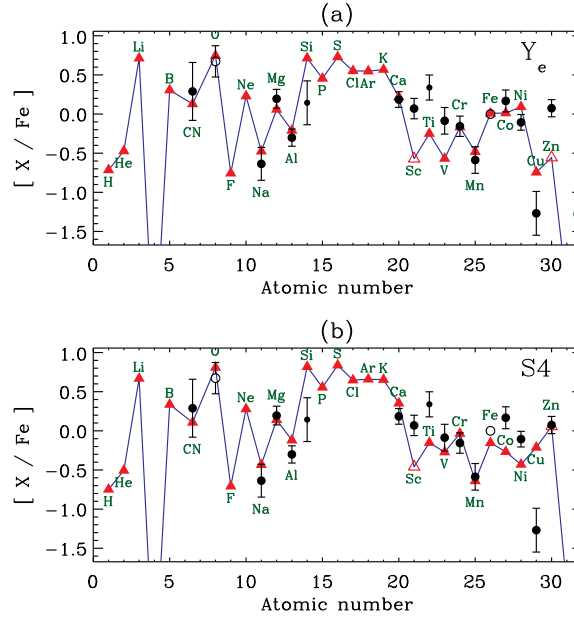 (a)
Y_e
[ X / Fe ]
1.0
0.5
0.0
−0.5
−1.0
−1.5
H
He
Li
B
CN
O
F
Ne
Na
Mg
Al
Si
P
S
Cl
Ar
K
Ca
Sc
Ti
V
Cr
Mn
Fe
Co
Ni
Cu
Zn
0 5 10 15 20 25 30
Atomic number
(b)
S4
[ X / Fe ]
1.0
0.5
0.0
−0.5
−1.0
−1.5
H
He
Li
B
CN
O
F
Ne
Na
Mg
Al
Si
P
S
Cl
Ar
K
Ca
Sc
Ti
V
Cr
Mn
Fe
Co
Ni
Cu
Zn
0 5 10 15 20 25 30
Atomic number